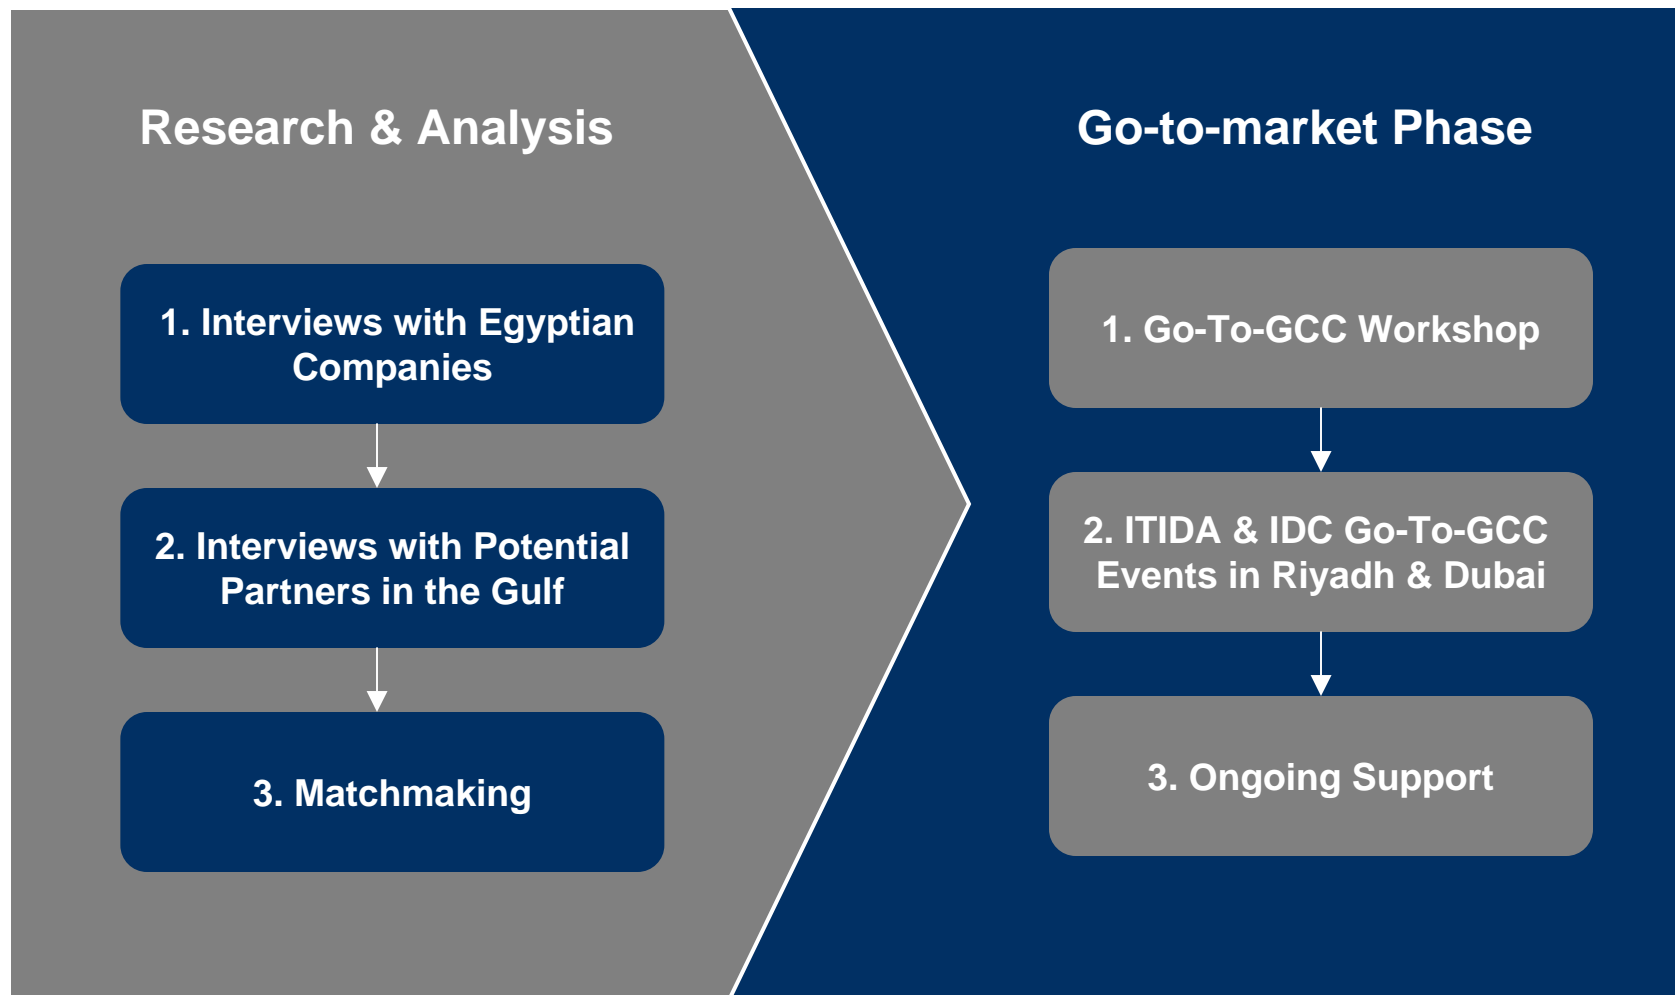 Research & Analysis
1. Interviews with Egyptian
Companies
2. Interviews with Potential
Partners in the Gulf
3. Matchmaking
Go-to-market Phase
1. Go-To-GCC Workshop
2. ITIDA & IDC Go-To-GCC
Events in Riyadh & Dubai
3. Ongoing Support